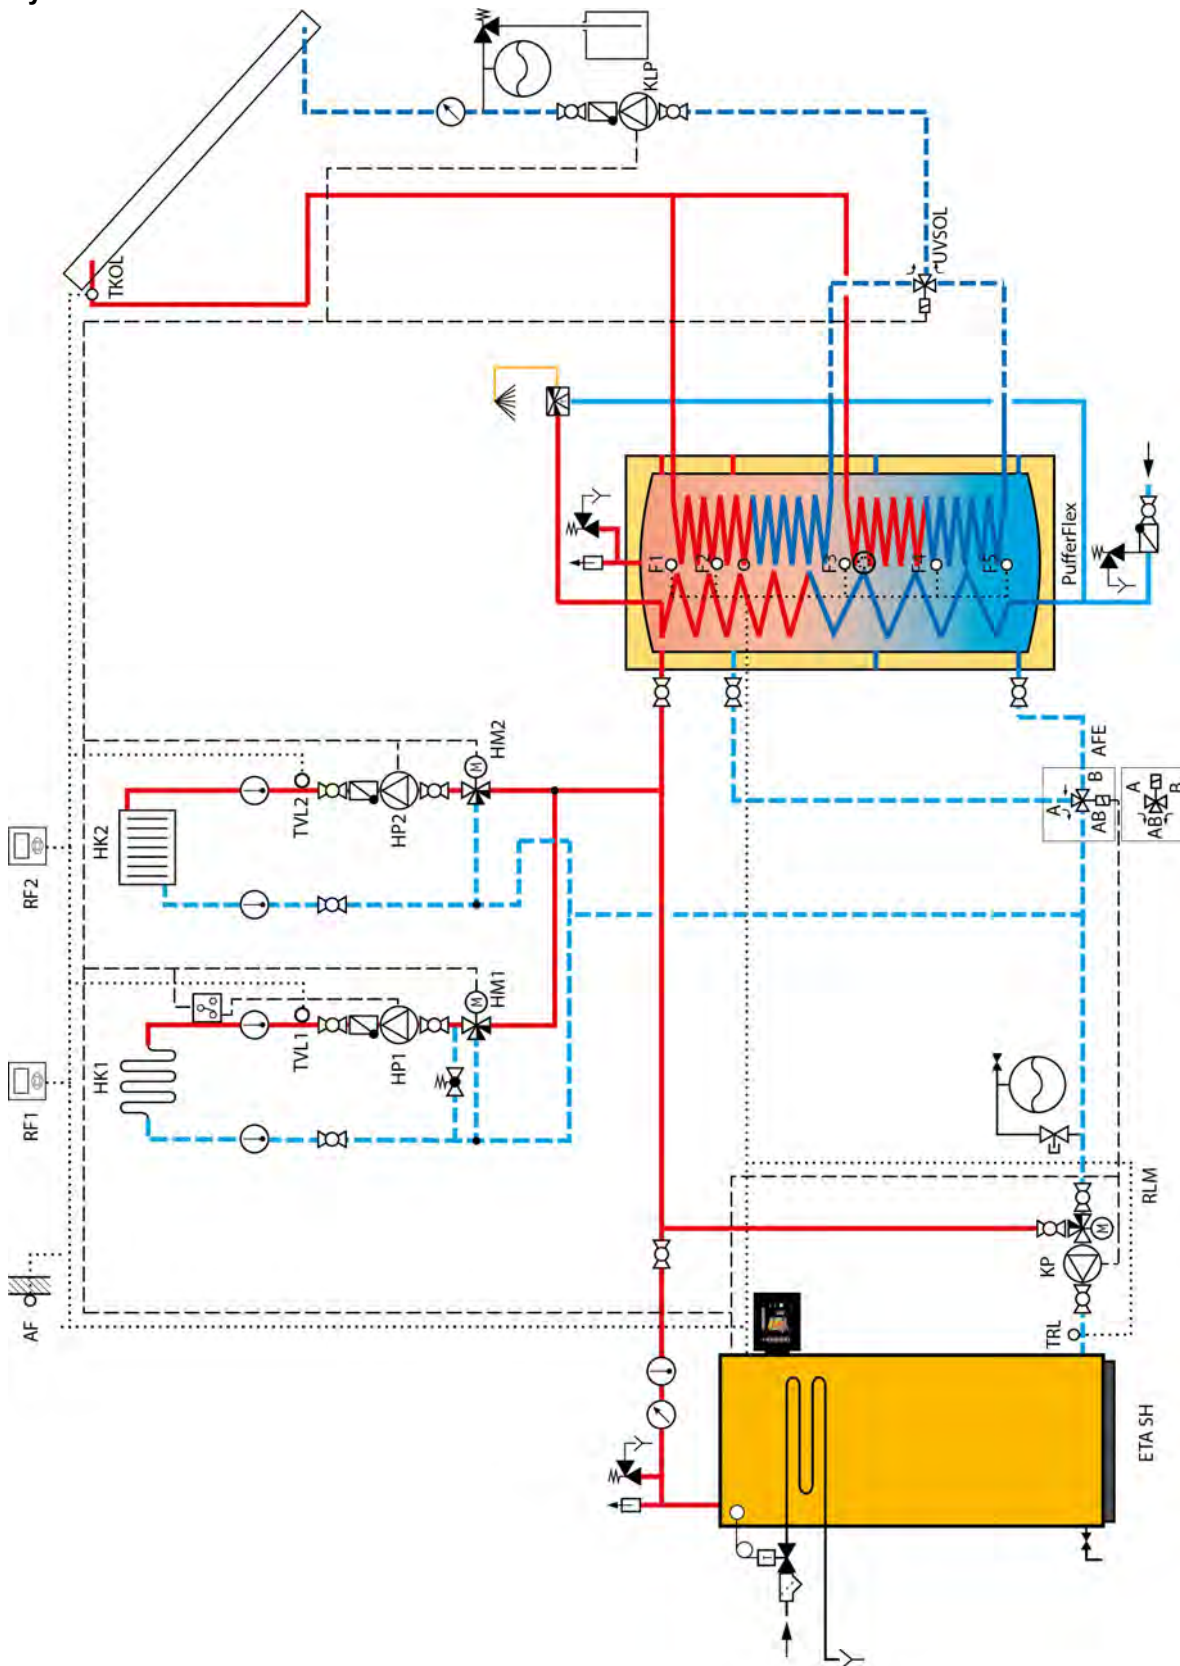 AF
RF1
RF2
HK1
HK2
TKOL
TVL1
TVL2
HP1
HP2
M
M
HM1
HM2
KLP
F1
F2
F3
F4
F5
UVSOL
TRL
KP
M
A
AB
B
AFE
PufferFlex
ETA SH
RLM
AB
A
B